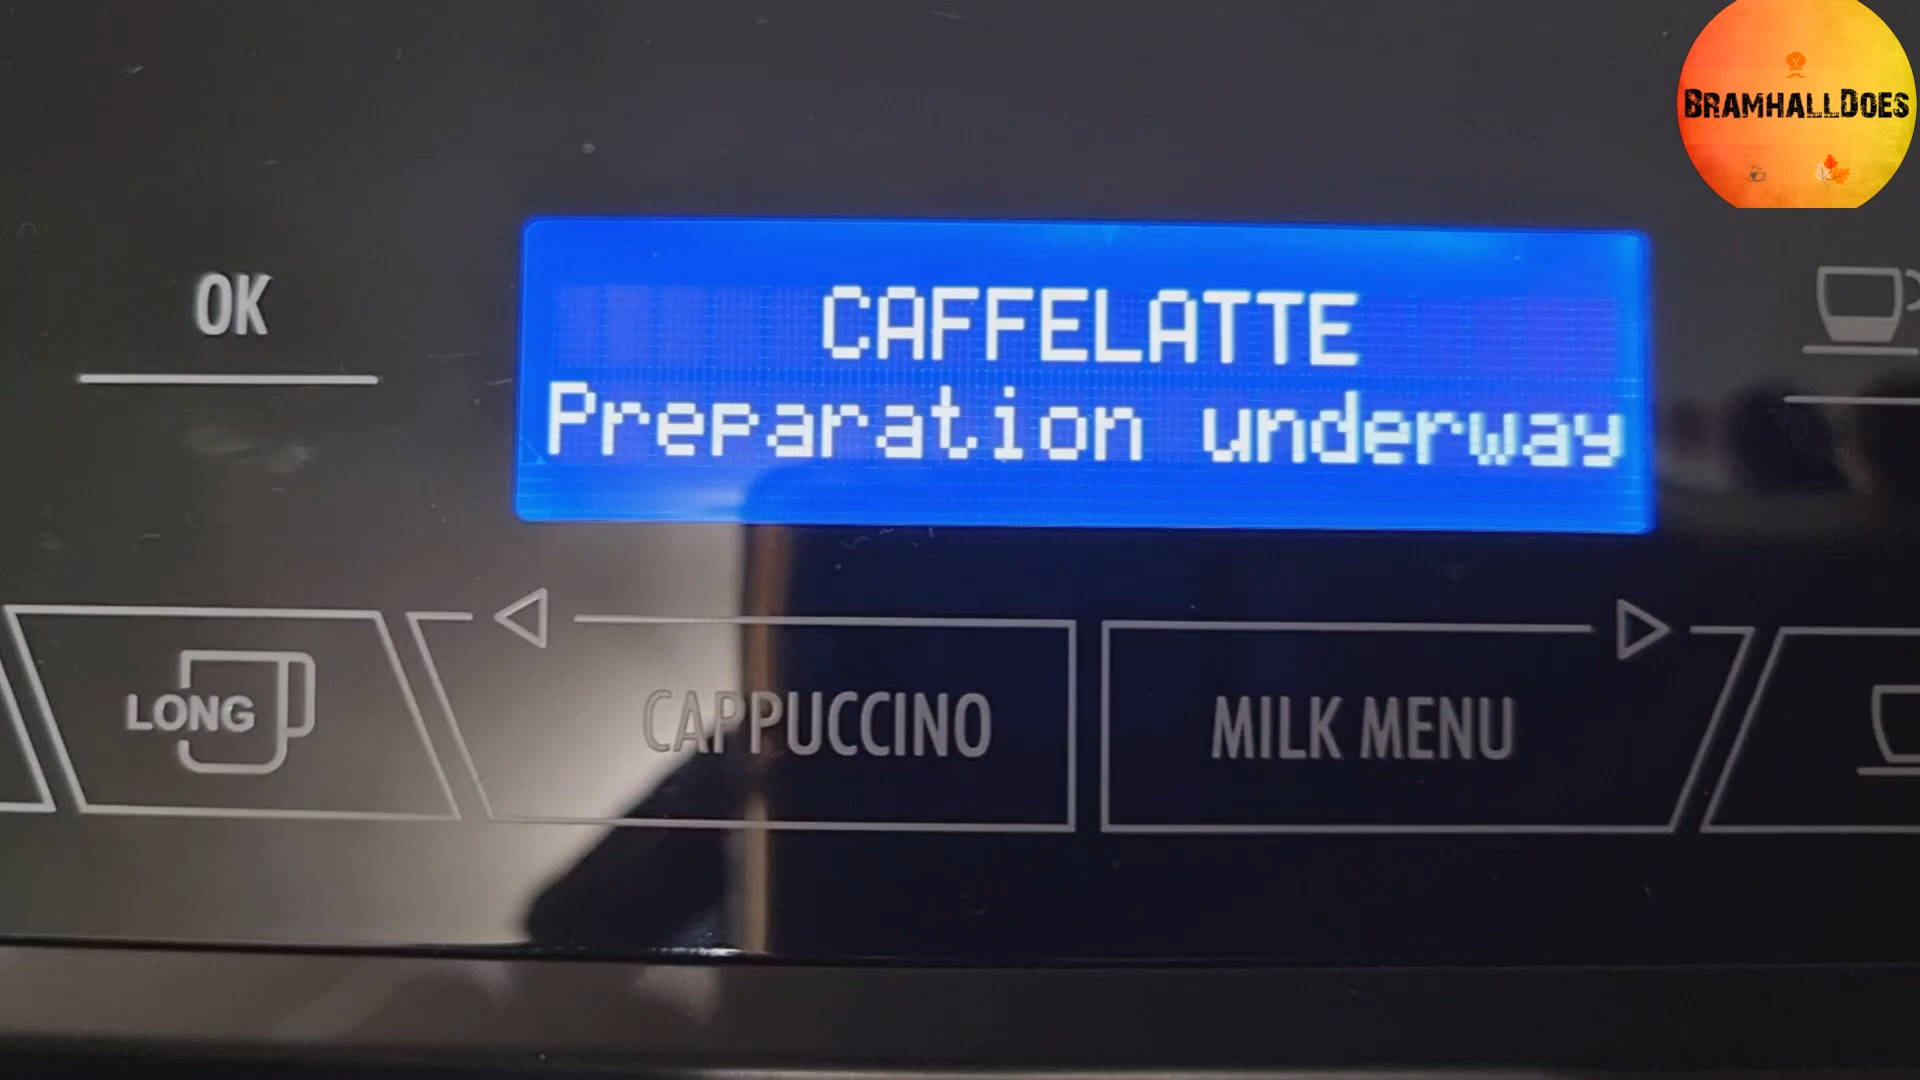 BRAMHALLDOES
OK
CAFFELATTE
Preparation underway
LONG
CAPPUCCINO
MILK MENU